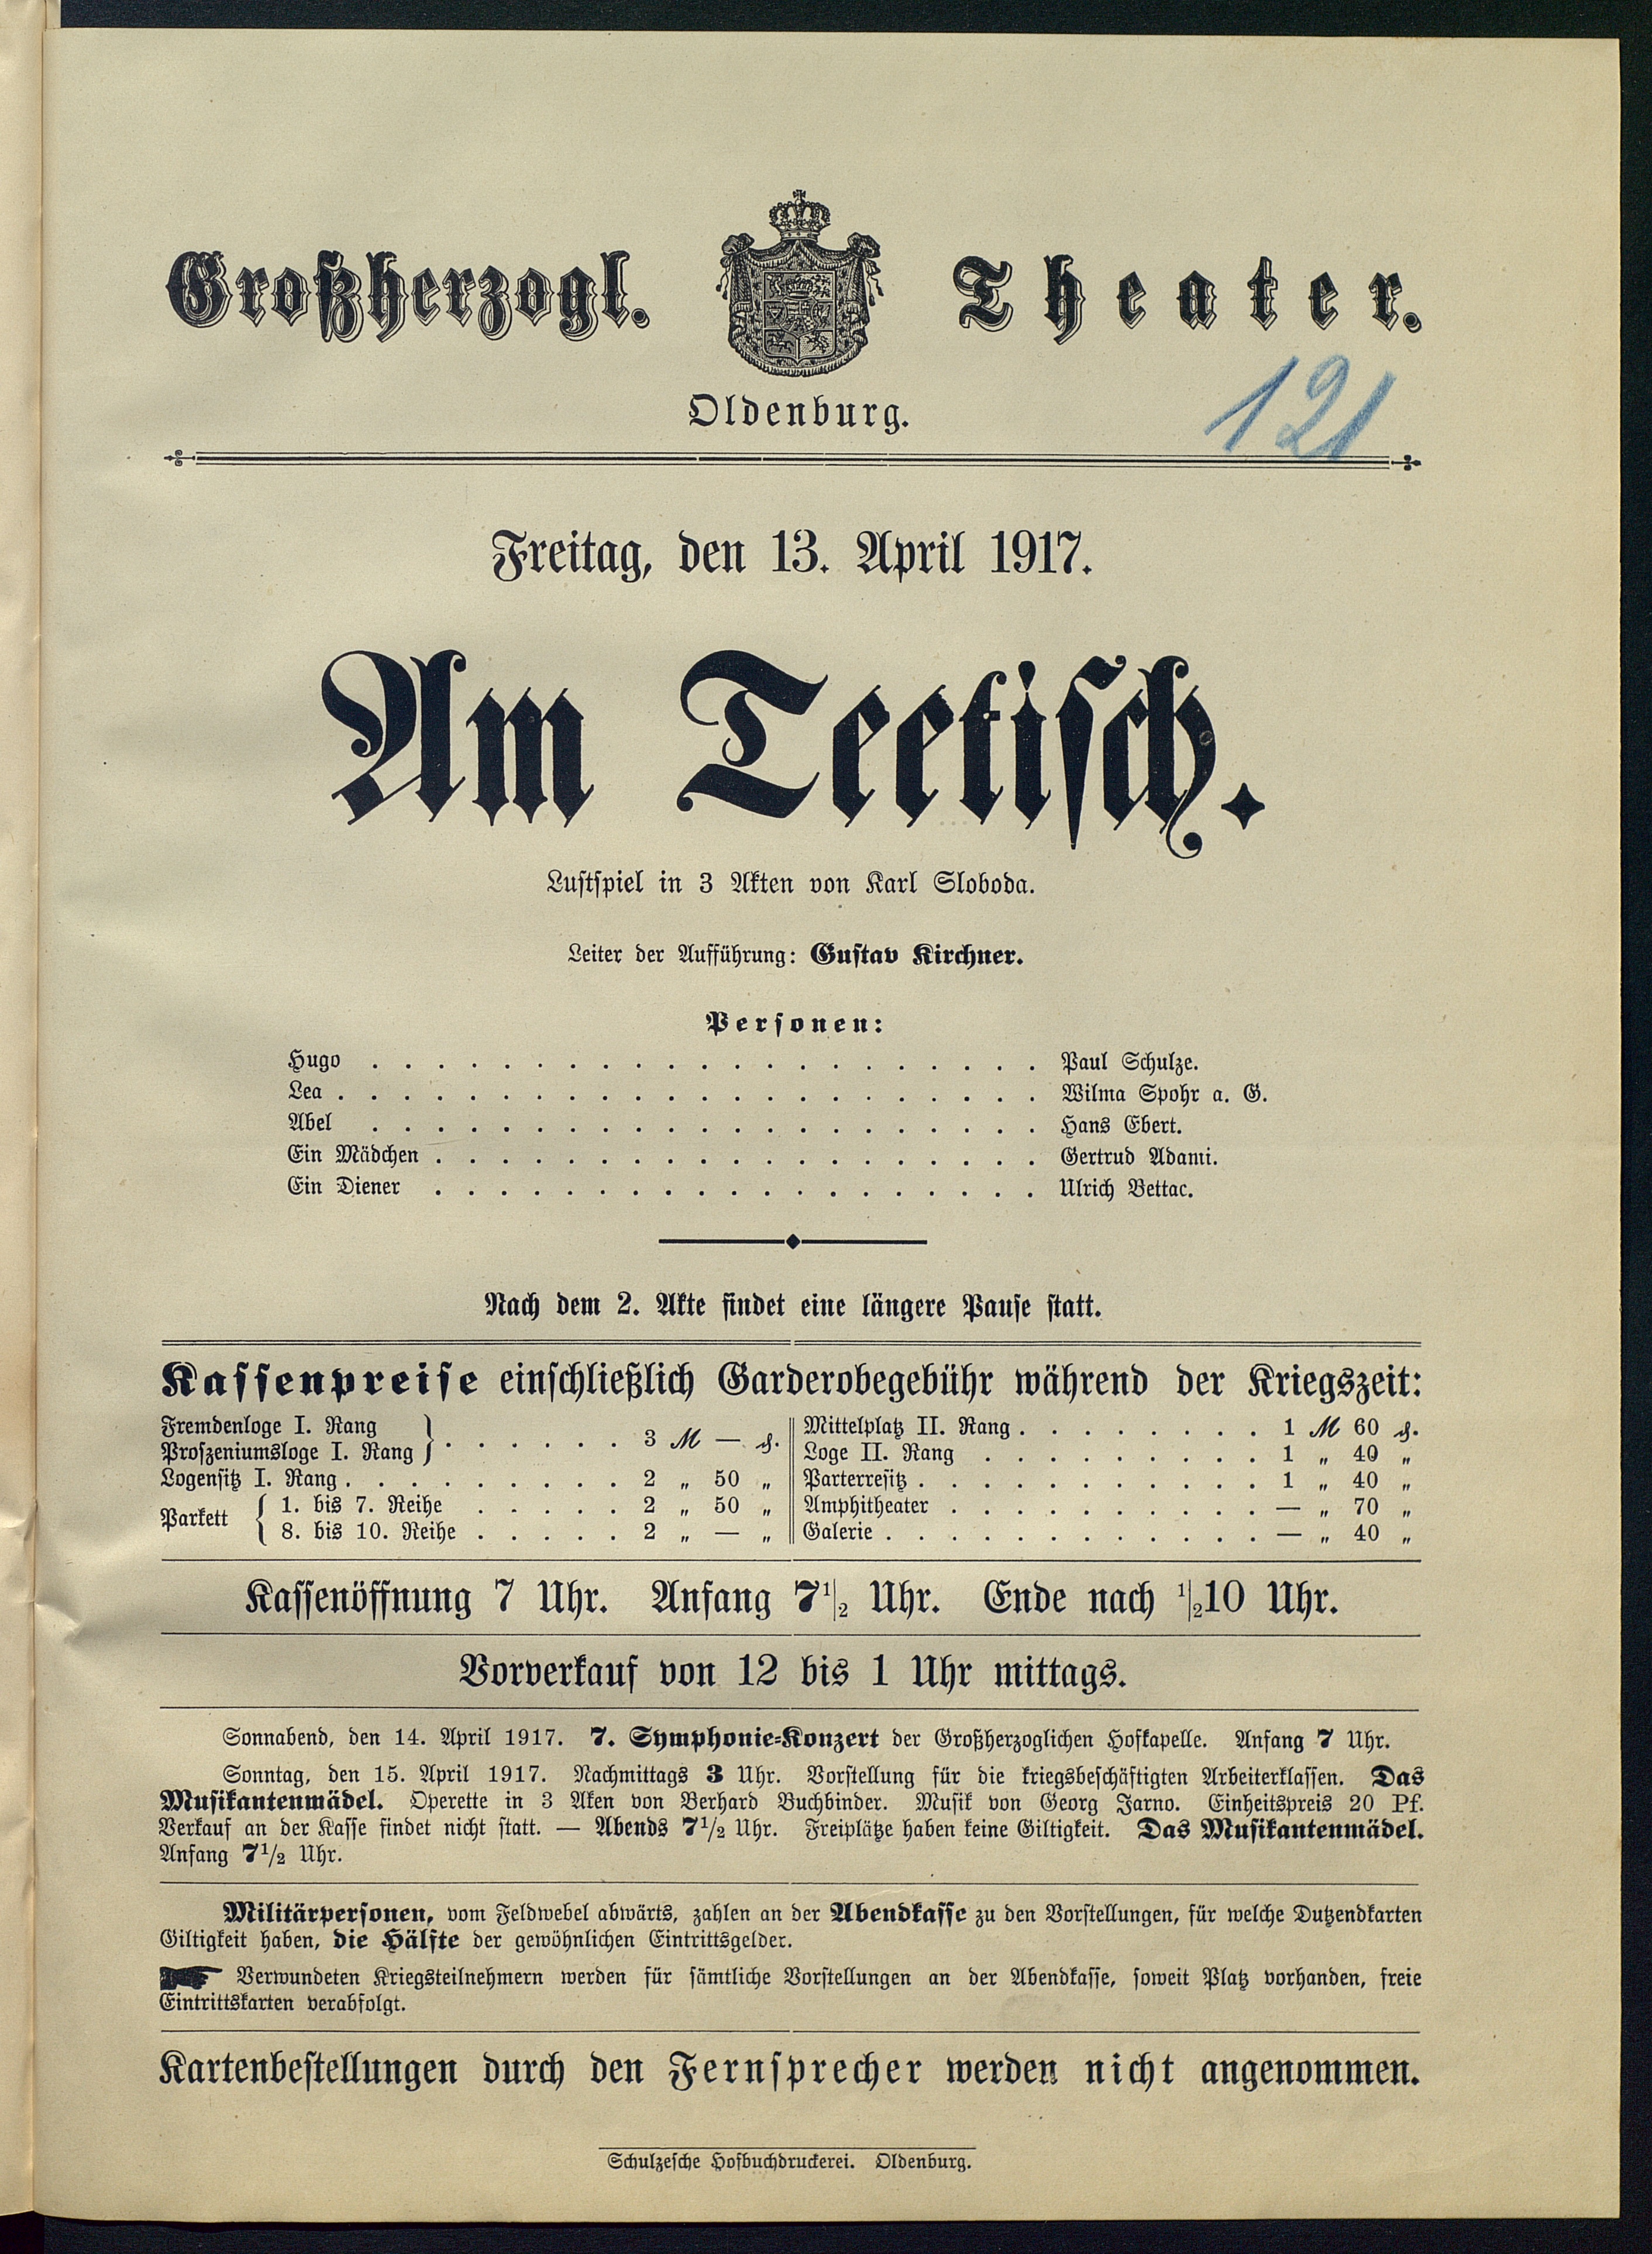 Großherzogl. Theater.
Oldenburg.
121
Freitag, den 13. April 1917.
Am Teetisch.
Lustspiel in 3 Akten von Karl Sloboda.
Leiter der Aufführung: Gustav Kirchner.
Personen:
Hugo . . . . . . . . . . . . . . . . . . . . . Paul Schulze.
Lea . . . . . . . . . . . . . . . . . . . . . . Wilma Spohr a. G.
Abel . . . . . . . . . . . . . . . . . . . . . Hans Ebert.
Ein Mädchen . . . . . . . . . . . . . . . . . . . Gertrud Adami.
Ein Diener . . . . . . . . . . . . . . . . . . . Ulrich Bettac.
Nach dem 2. Akte findet eine längere Pause statt.
Kassenpreise einschließlich Garderobegebühr während der Kriegszeit:
Fremdenloge I. Rang
Proszeniumsloge I. Rang } . . . . . . 3 M — ₰.
Logensitz I. Rang . . . . . . . . . 2 „ 50 „
Parkett { 1. bis 7. Reihe . . . . . 2 „ 50 „
8. bis 10. Reihe . . . . . 2 „ — „
Mittelplatz II. Rang . . . . . . . . 1 M 60 ₰.
Loge II. Rang . . . . . . . . . 1 „ 40 „
Parterresitz . . . . . . . . . . . 1 „ 40 „
Amphitheater . . . . . . . . . . — „ 70 „
Galerie . . . . . . . . . . . . — „ 40 „
Kassenöffnung 7 Uhr. Anfang 7½ Uhr. Ende nach ½10 Uhr.
Vorverkauf von 12 bis 1 Uhr mittags.
Sonnabend, den 14. April 1917. 7. Symphonie-Konzert der Großherzoglichen Hofkapelle. Anfang 7 Uhr.
Sonntag, den 15. April 1917. Nachmittags 3 Uhr. Vorstellung für die kriegsbeschäftigten Arbeiterklassen. Das
Musikantenmädel. Operette in 3 Aken von Berhard Buchbinder. Musik von Georg Jarno. Einheitspreis 20 Pf.
Verkauf an der Kasse findet nicht statt. — Abends 7½ Uhr. Freiplätze haben keine Giltigkeit. Das Musikantenmädel.
Anfang 7½ Uhr.
Militärpersonen, vom Feldwebel abwärts, zahlen an der Abendkasse zu den Vorstellungen, für welche Dutzendkarten
Giltigkeit haben, die Hälfte der gewöhnlichen Eintrittsgelder.
Verwundeten Kriegsteilnehmern werden für sämtliche Vorstellungen an der Abendkasse, soweit Platz vorhanden, freie
Eintrittskarten verabfolgt.
Kartenbestellungen durch den Fernsprecher werden nicht angenommen.
Schulzesche Hofbuchdruckerei. Oldenburg.